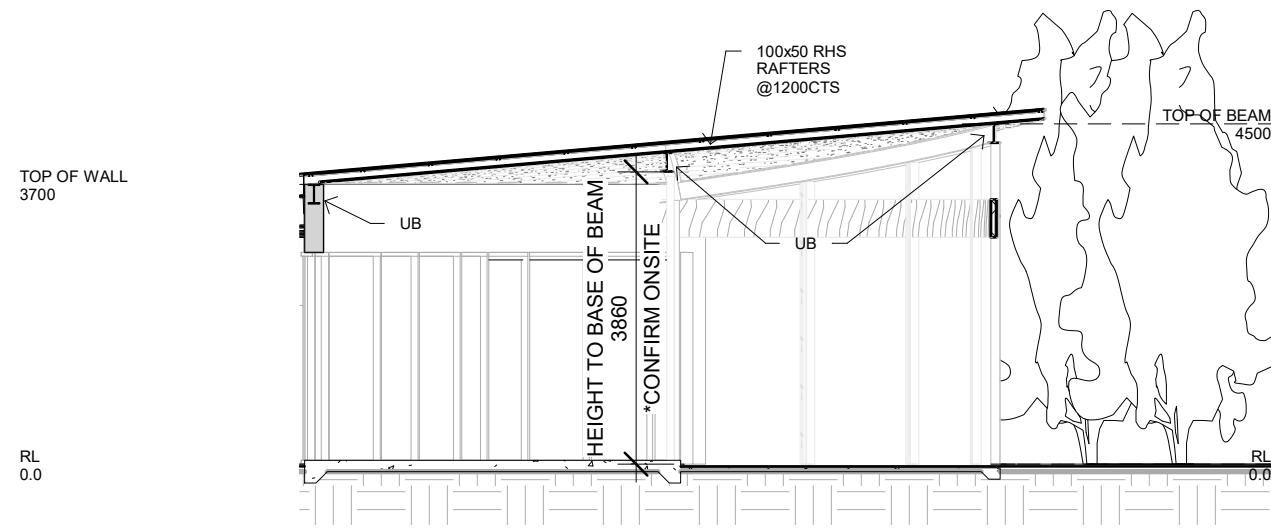 100x50 RHS
RAFTERS
@1200CTS
TOP OF BEAM
4500
TOP OF WALL
3700
UB
UB
HEIGHT TO BASE OF BEAM
3860
*CONFIRM ONSITE
RL
0.0
RL
0.0